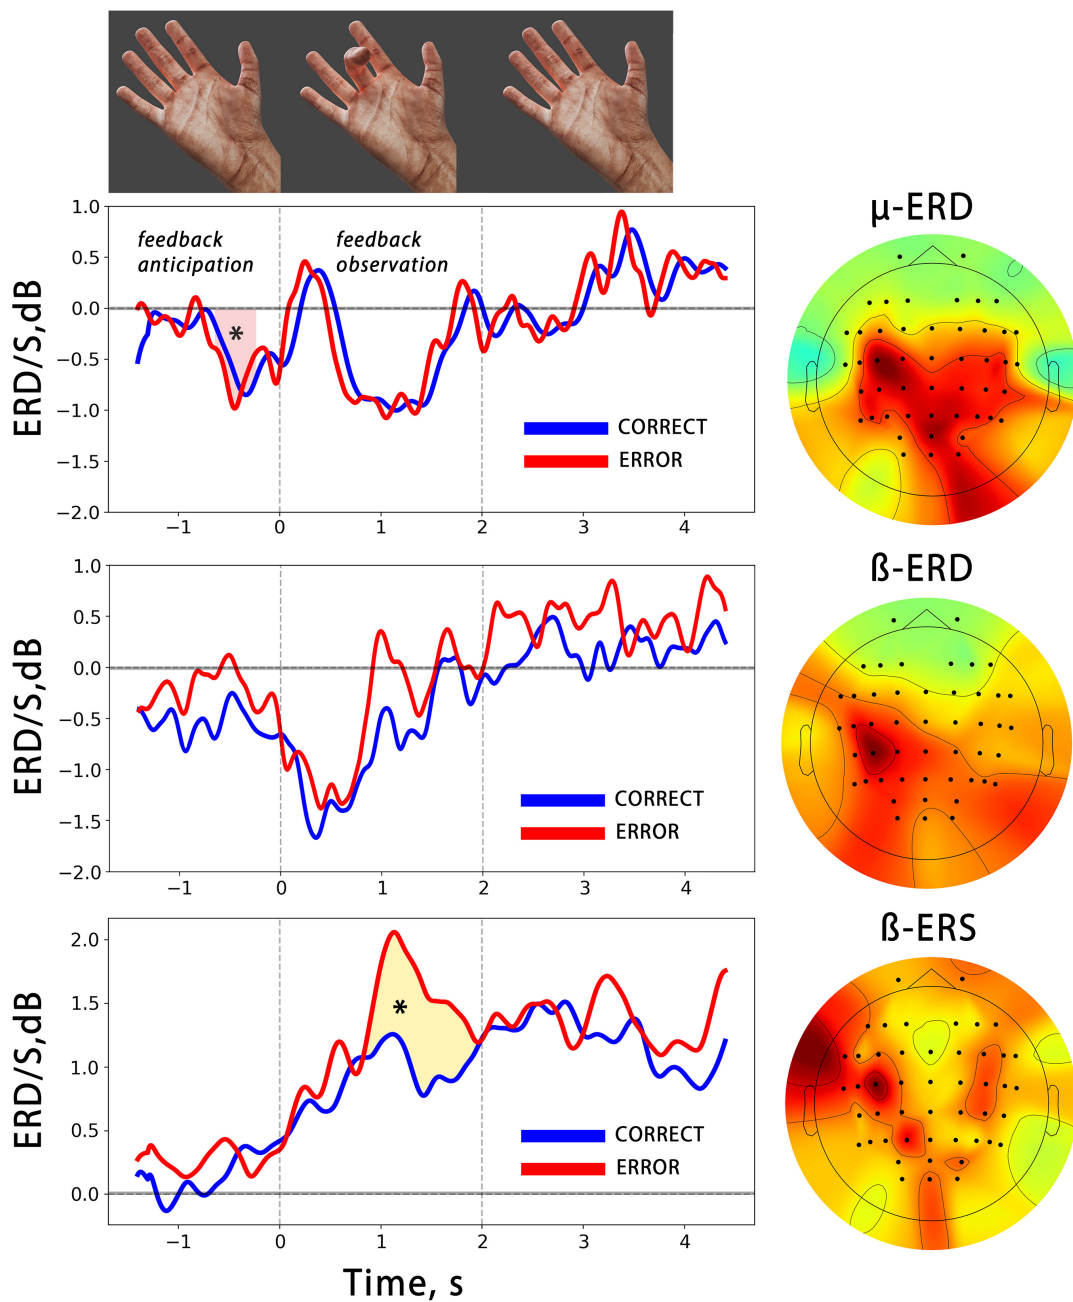 μ-ERD
1.0
0.5
0.0
−0.5
−1.0
−1.5
−2.0
ERD/S,dB
feedback
anticipation
feedback
observation
*
CORRECT
ERROR
−1
0
1
2
3
4
ß-ERD
1.0
0.5
0.0
−0.5
−1.0
−1.5
−2.0
ERD/S,dB
CORRECT
ERROR
−1
0
1
2
3
4
ß-ERS
2.0
1.5
1.0
0.5
0.0
ERD/S,dB
*
CORRECT
ERROR
−1
0
1
2
3
4
Time, s